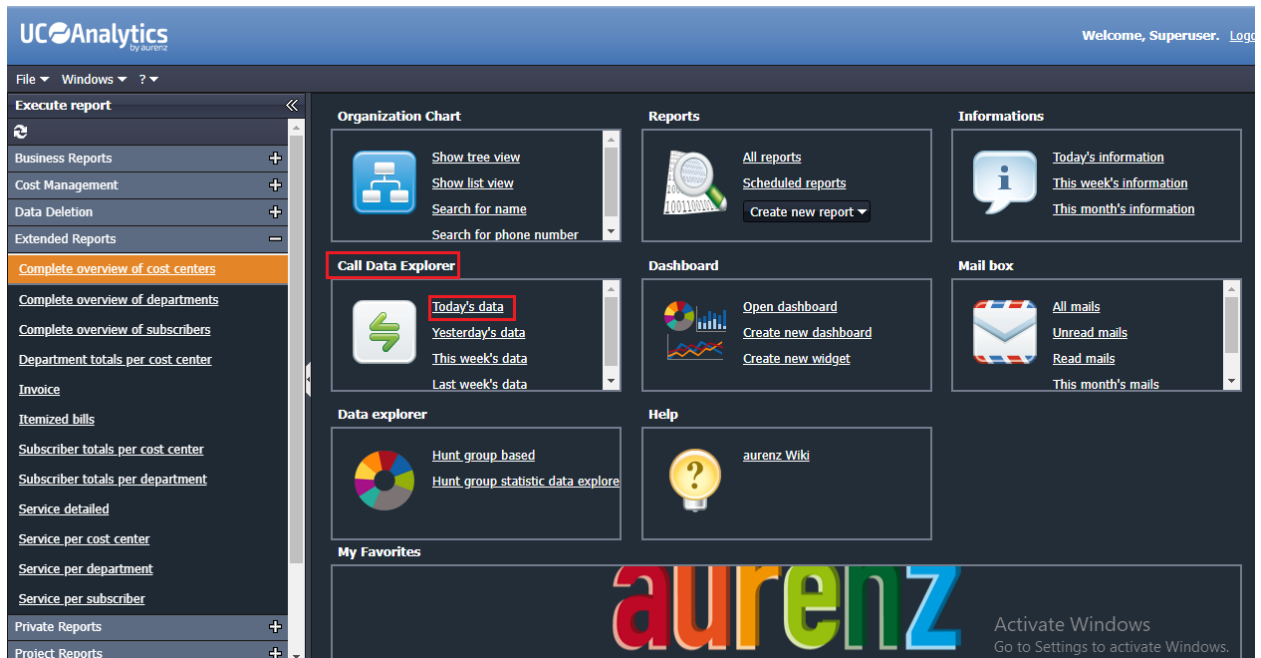 UC Analytics
by aurenz
Welcome, Superuser. Logo
File Windows ?
Execute report
Business Reports
Cost Management
Data Deletion
Extended Reports
Complete overview of cost centers
Complete overview of departments
Complete overview of subscribers
Department totals per cost center
Invoice
Itemized bills
Subscriber totals per cost center
Subscriber totals per department
Service detailed
Service per cost center
Service per department
Service per subscriber
Private Reports
Project Reports
Organization Chart
Show tree view
Show list view
Search for name
Search for phone number
Reports
All reports
Scheduled reports
Create new report
Informations
i
Today's information
This week's information
This month's information
Call Data Explorer
Today's data
Yesterday's data
This week's data
Last week's data
Dashboard
Open dashboard
Create new dashboard
Create new widget
Mail box
All mails
Unread mails
Read mails
This month's mails
Data explorer
Hunt group based
Hunt group statistic data explore
Help
?
aurenz Wiki
My Favorites
aurenz
Activate Windows
Go to Settings to activate Windows.